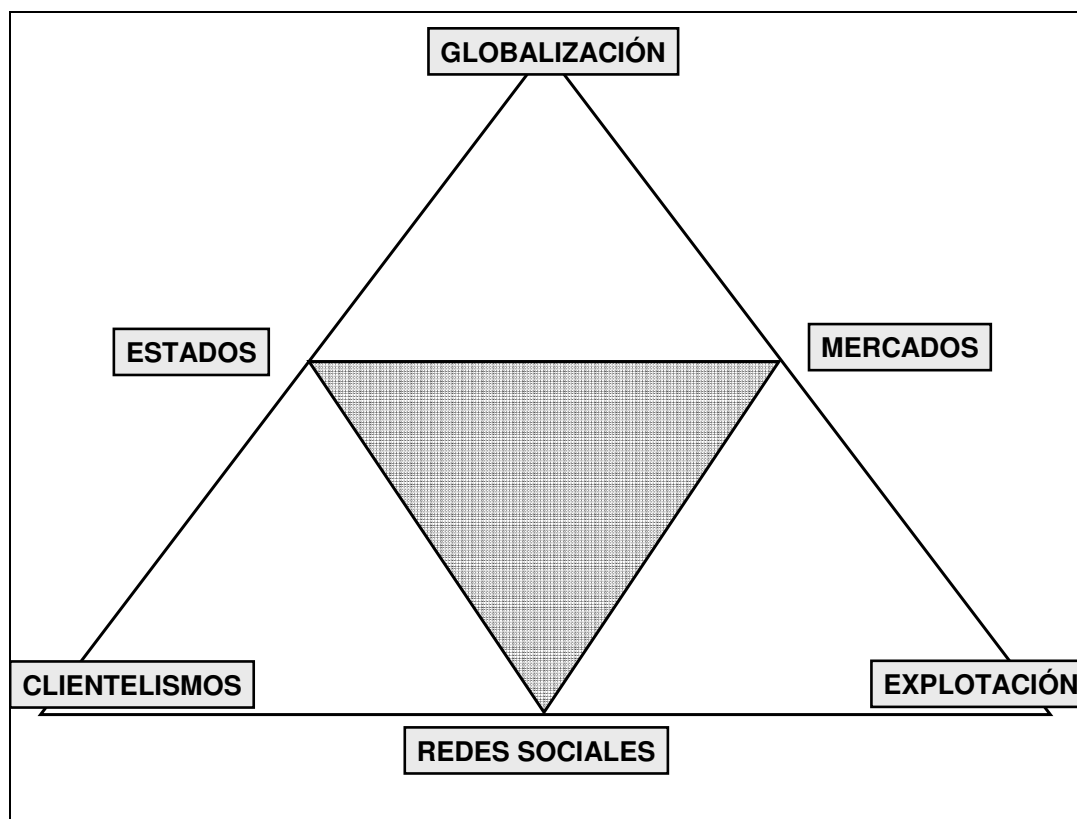 GLOBALIZACIÓN
ESTADOS
MERCADOS
CLIENTELISMOS
EXPLOTACIÓN
REDES SOCIALES